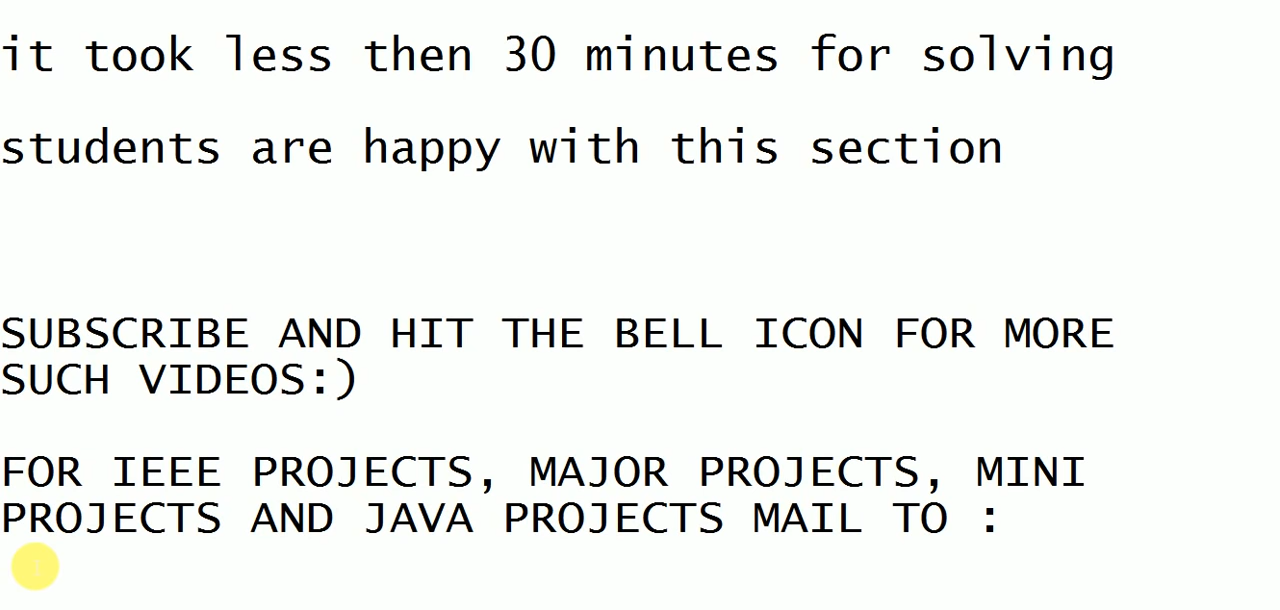 it took less then 30 minutes for solving
students are happy with this section
SUBSCRIBE AND HIT THE BELL ICON FOR MORE
SUCH VIDEOS:)
FOR IEEE PROJECTS, MAJOR PROJECTS, MINI
PROJECTS AND JAVA PROJECTS MAIL TO :